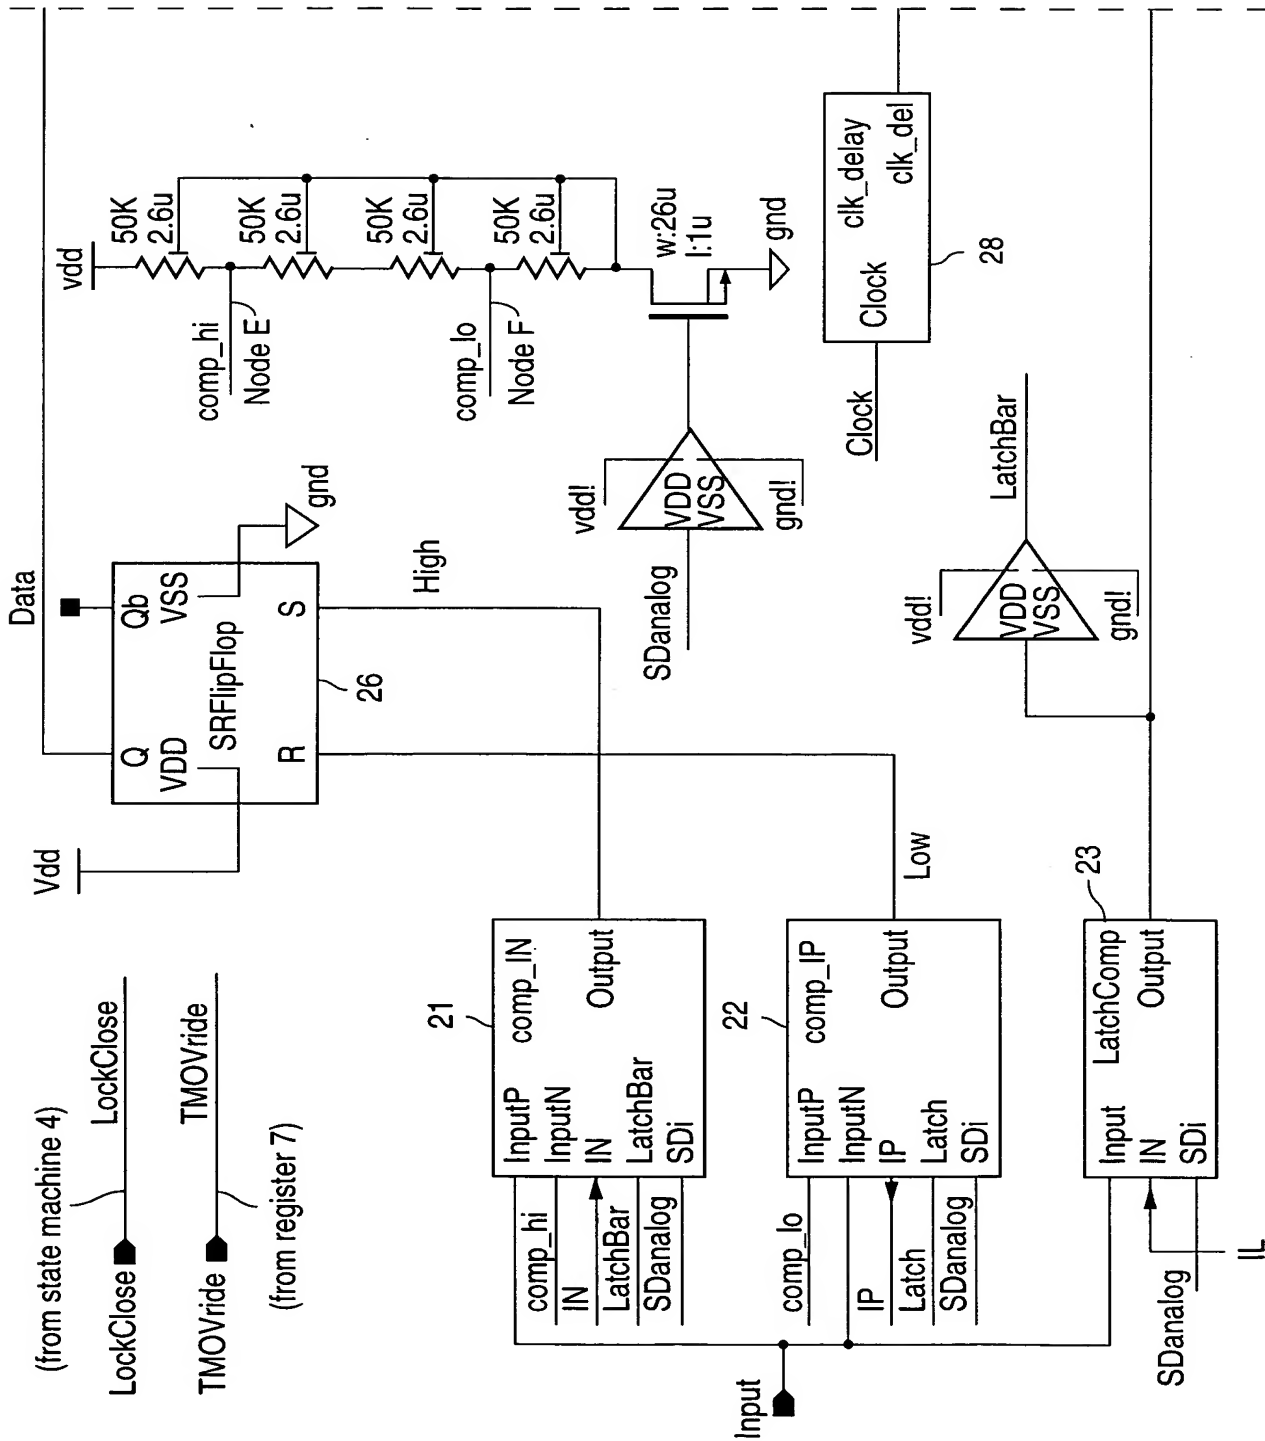 (from state machine 4)
LockClose
LockClose
TMOVride
TMOVride
(from register 7)
Vdd
Data
Q
Qb
VDD
VSS
SRFlipFlop
R
S
26
gnd
High
Low
vdd
50K
2.6u
50K
2.6u
50K
2.6u
50K
2.6u
comp_hi
Node E
comp_lo
Node F
w:26u
l:1u
gnd
SDanalog
vdd!
VDD
VSS
gnd!
Input
comp_hi
IN
LatchBar
SDanalog
21
InputP
InputN
IN
LatchBar
SDi
comp_IN
Output
comp_lo
IP
Latch
SDanalog
22
InputP
InputN
IP
Latch
SDi
comp_IP
Output
SDanalog
IL
23
Input
IN
SDi
LatchComp
Output
vdd!
VDD
VSS
gnd!
LatchBar
Clock
Clock
clk_delay
clk_del
28